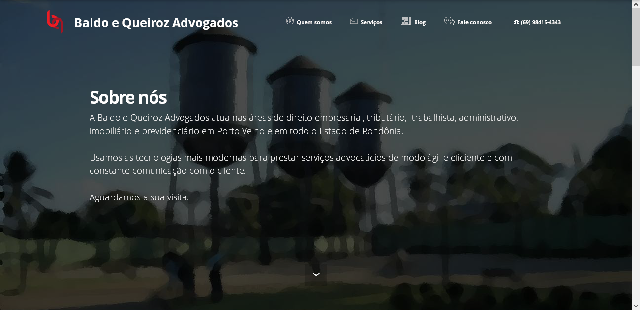 Baldo e Queiroz Advogados
Quem somos
Serviços
Blog
Fale conosco
(69) 98415-4343
Sobre nós
A Baldo e Queiroz Advogados atua nas áreas de direito empresarial, tributário, trabalhista, administrativo,
imobiliário e previdenciário em Porto Velho e em todo o Estado de Rondônia.
Usamos as tecnologias mais modernas para prestar serviços advocatícios de modo ágil e eficiente e com
constante comunicação com o cliente.
Aguardamos a sua visita.